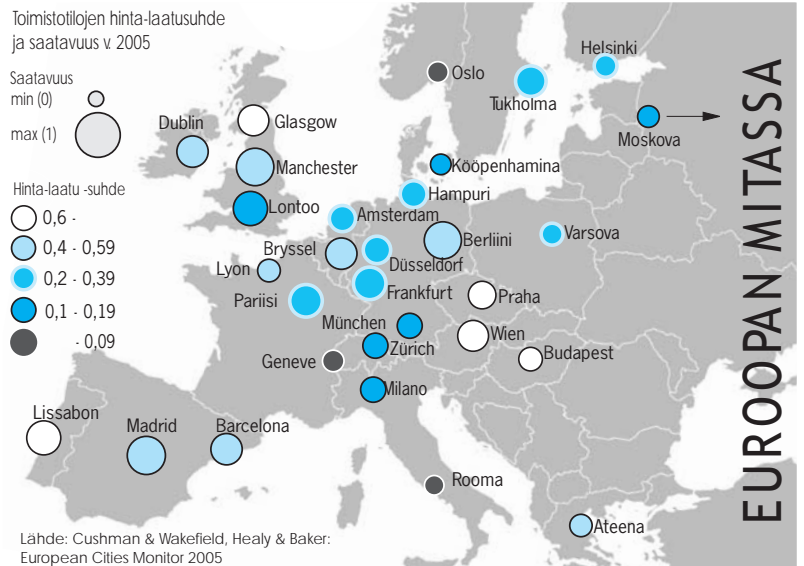 Toimistotilojen hinta-laatusuhde
ja saatavuus v. 2005
Saatavuus
min (0)
max (1)
Hinta-laatu -suhde
0,6 -
0,4 - 0,59
0,2 - 0,39
0,1 - 0,19
- 0,09
Helsinki
Oslo
Tukholma
Moskova
Dublin
Glasgow
Manchester
Kööpenhamina
Lontoo
Hampuri
Amsterdam
Bryssel
Berliini
Varsova
Lyon
Düsseldorf
Pariisi
Frankfurt
Praha
München
Wien
Zürich
Budapest
Geneve
Milano
Lissabon
Madrid
Barcelona
Rooma
Ateena
EUROOPAN MITASSA
Lähde: Cushman & Wakefield, Healy & Baker:
European Cities Monitor 2005